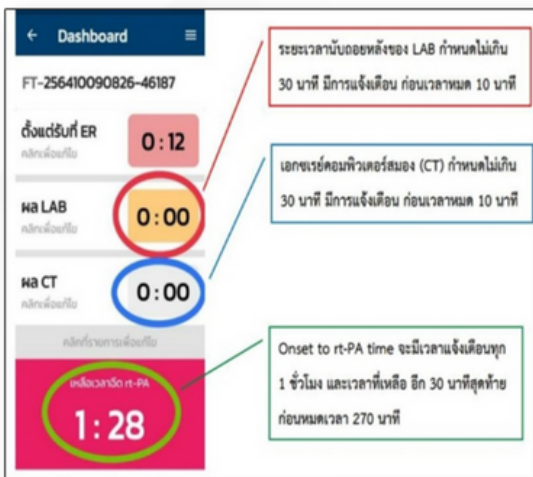 Dashboard
FT-256410090826-46187
ตั้งแต่รับที่ ER
คลิกเพื่อแก้ไข
0:12
ผล LAB
คลิกเพื่อแก้ไข
0:00
ผล CT
คลิกเพื่อแก้ไข
0:00
คลิกที่รายการเพื่อแก้ไข
เหลือเวลาฉีด rt-PA
1:28
ระยะเวลานับถอยหลังของ LAB กำหนดไม่เกิน
30 นาที มีการแจ้งเตือน ก่อนเวลาหมด 10 นาที
เอกซเรย์คอมพิวเตอร์สมอง (CT) กำหนดไม่เกิน
30 นาที มีการแจ้งเตือน ก่อนเวลาหมด 10 นาที
Onset to rt-PA time จะมีเวลาแจ้งเตือนทุก
1 ชั่วโมง และเวลาที่เหลือ อีก 30 นาทีสุดท้าย
ก่อนหมดเวลา 270 นาที